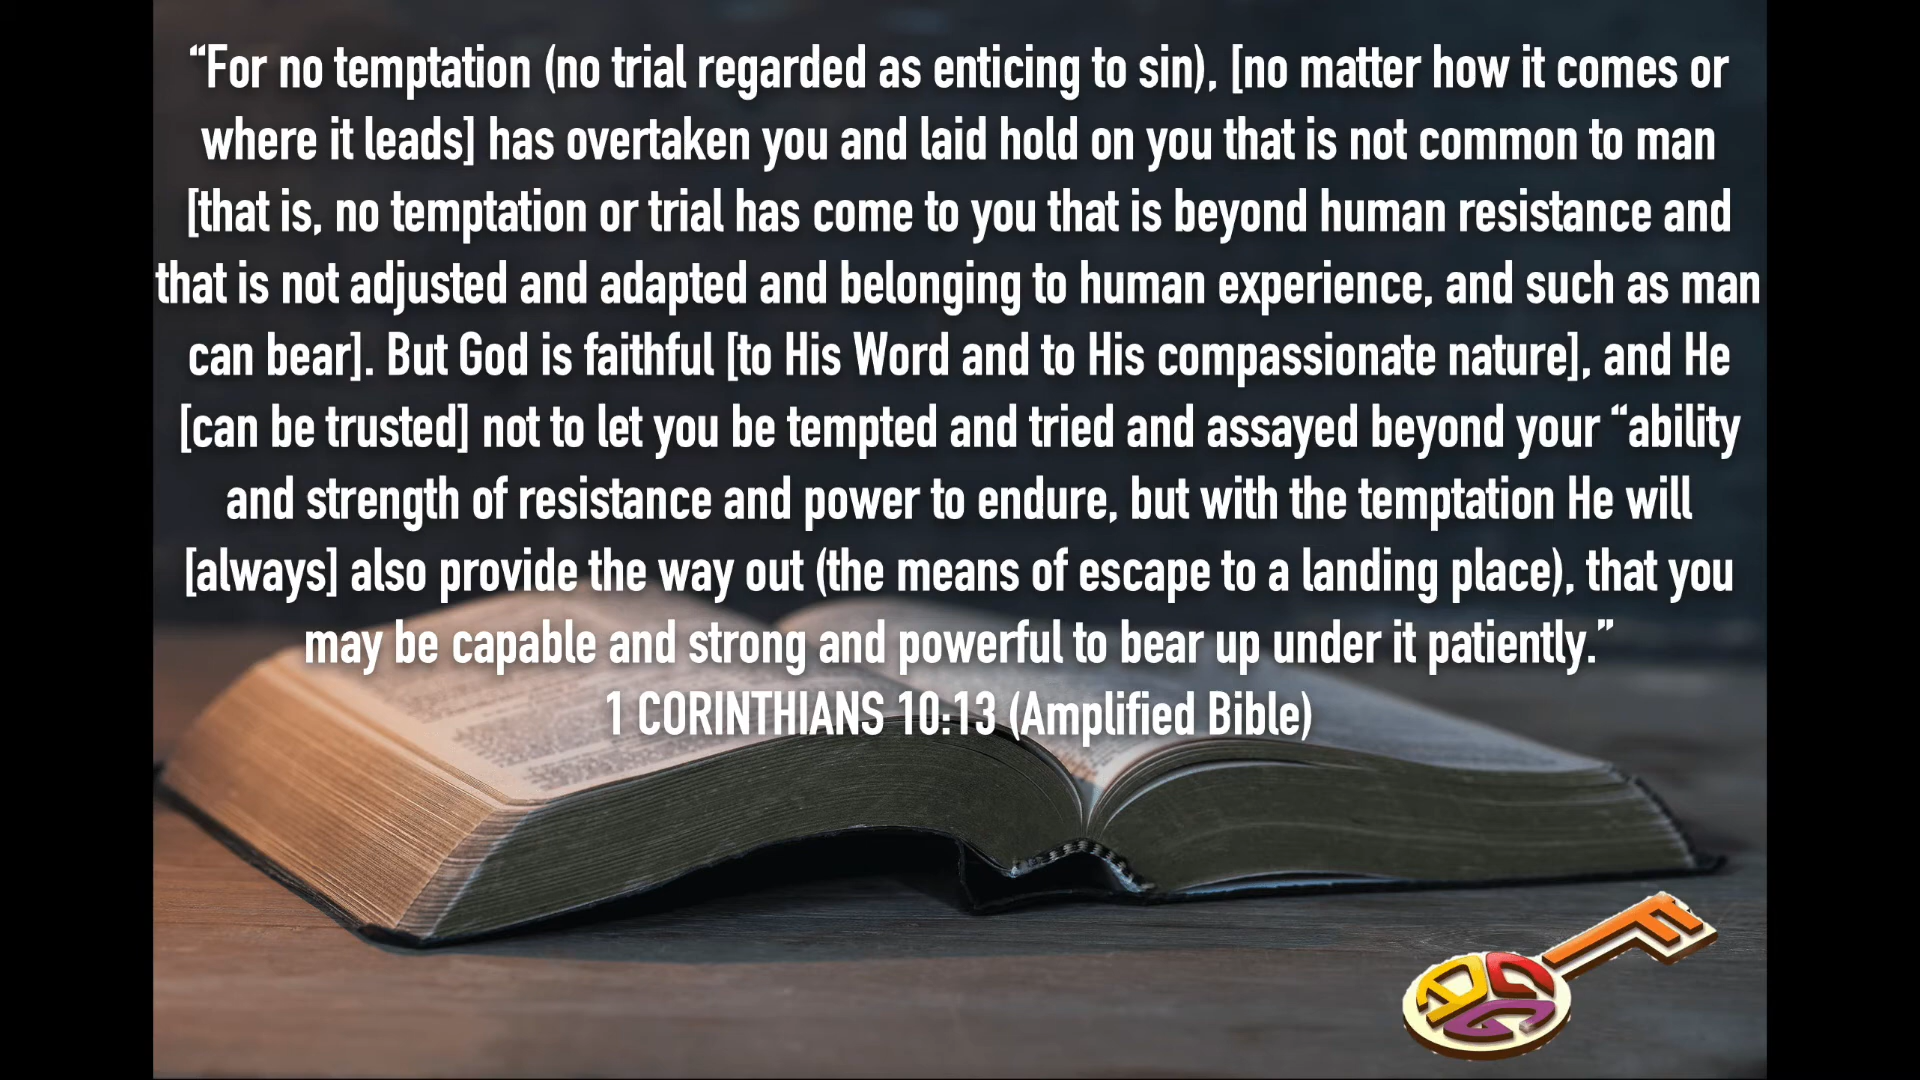 “For no temptation (no trial regarded as enticing to sin), [no matter how it comes or
where it leads] has overtaken you and laid hold on you that is not common to man
[that is, no temptation or trial has come to you that is beyond human resistance and
that is not adjusted and adapted and belonging to human experience, and such as man
can bear]. But God is faithful [to His Word and to His compassionate nature], and He
[can be trusted] not to let you be tempted and tried and assayed beyond your “ability
and strength of resistance and power to endure, but with the temptation He will
[always] also provide the way out (the means of escape to a landing place), that you
may be capable and strong and powerful to bear up under it patiently.”
1 CORINTHIANS 10:13 (Amplified Bible)